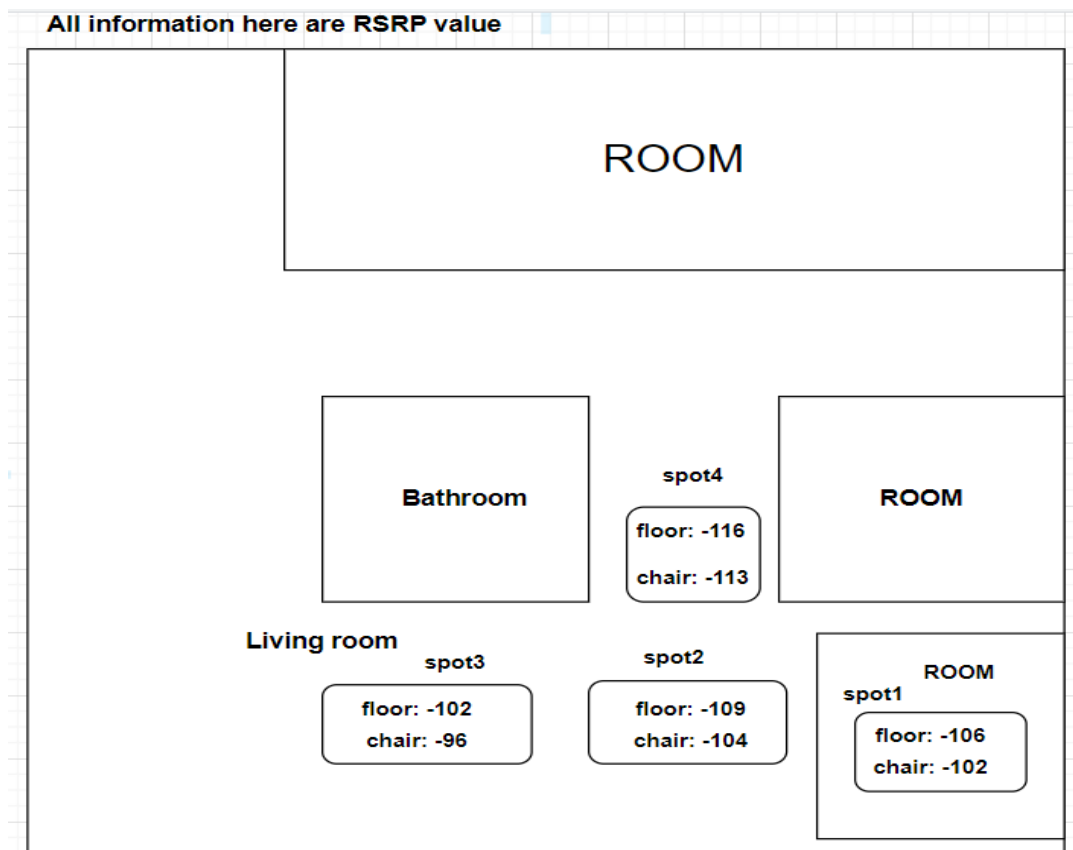 All information here are RSRP value
ROOM
spot4
Bathroom
floor: -116
chair: -113
ROOM
Living room
spot3
floor: -102
chair: -96
spot2
floor: -109
chair: -104
ROOM
spot1
floor: -106
chair: -102